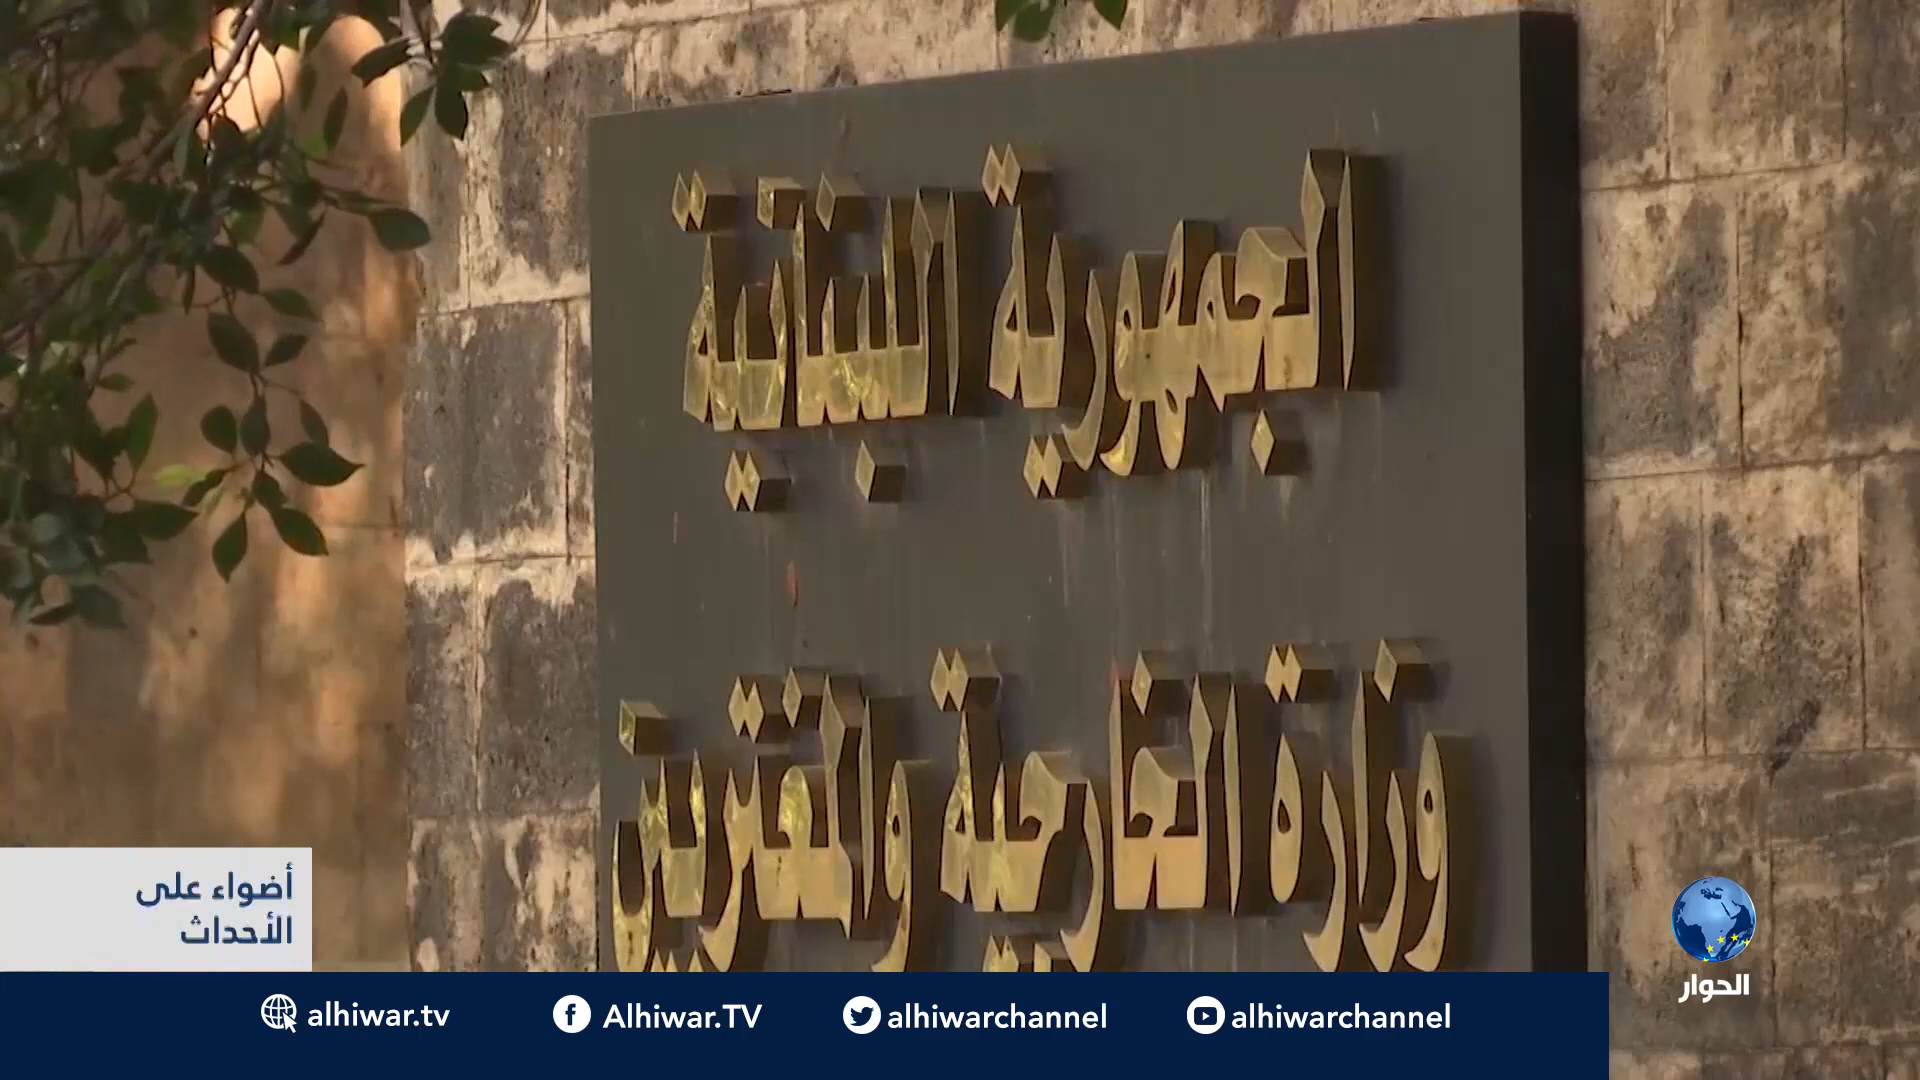 الجمهورية اللبنانية
وزارة الخارجية والمغتربين
أضواء على
الأحداث
الحوار
alhiwar.tv
Alhiwar.TV
alhiwarchannel
alhiwarchannel